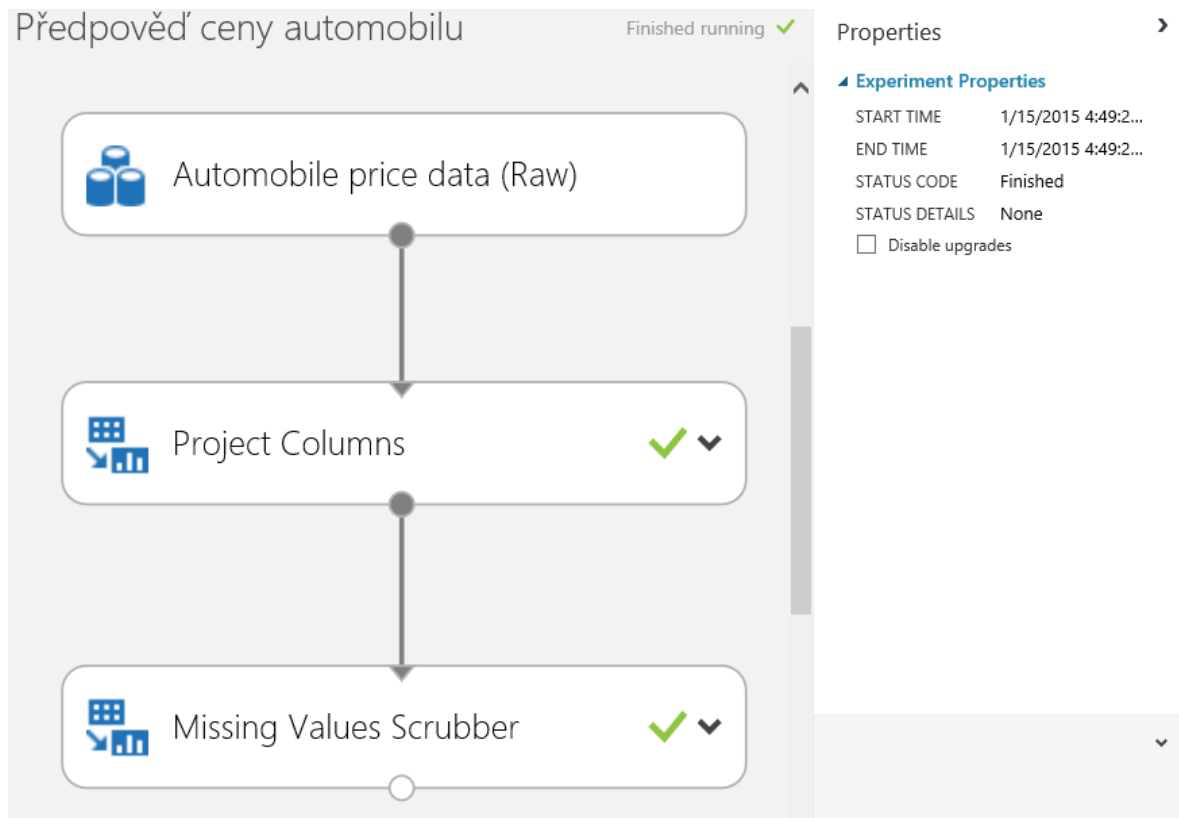 Předpověď ceny automobilu
Finished running
Automobile price data (Raw)
Project Columns
Missing Values Scrubber
Properties
Experiment Properties
START TIME 1/15/2015 4:49:2...
END TIME 1/15/2015 4:49:2...
STATUS CODE Finished
STATUS DETAILS None
Disable upgrades